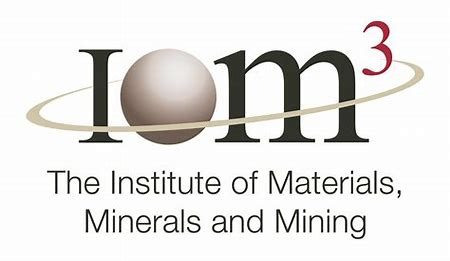 IOM³
The Institute of Materials,
Minerals and Mining